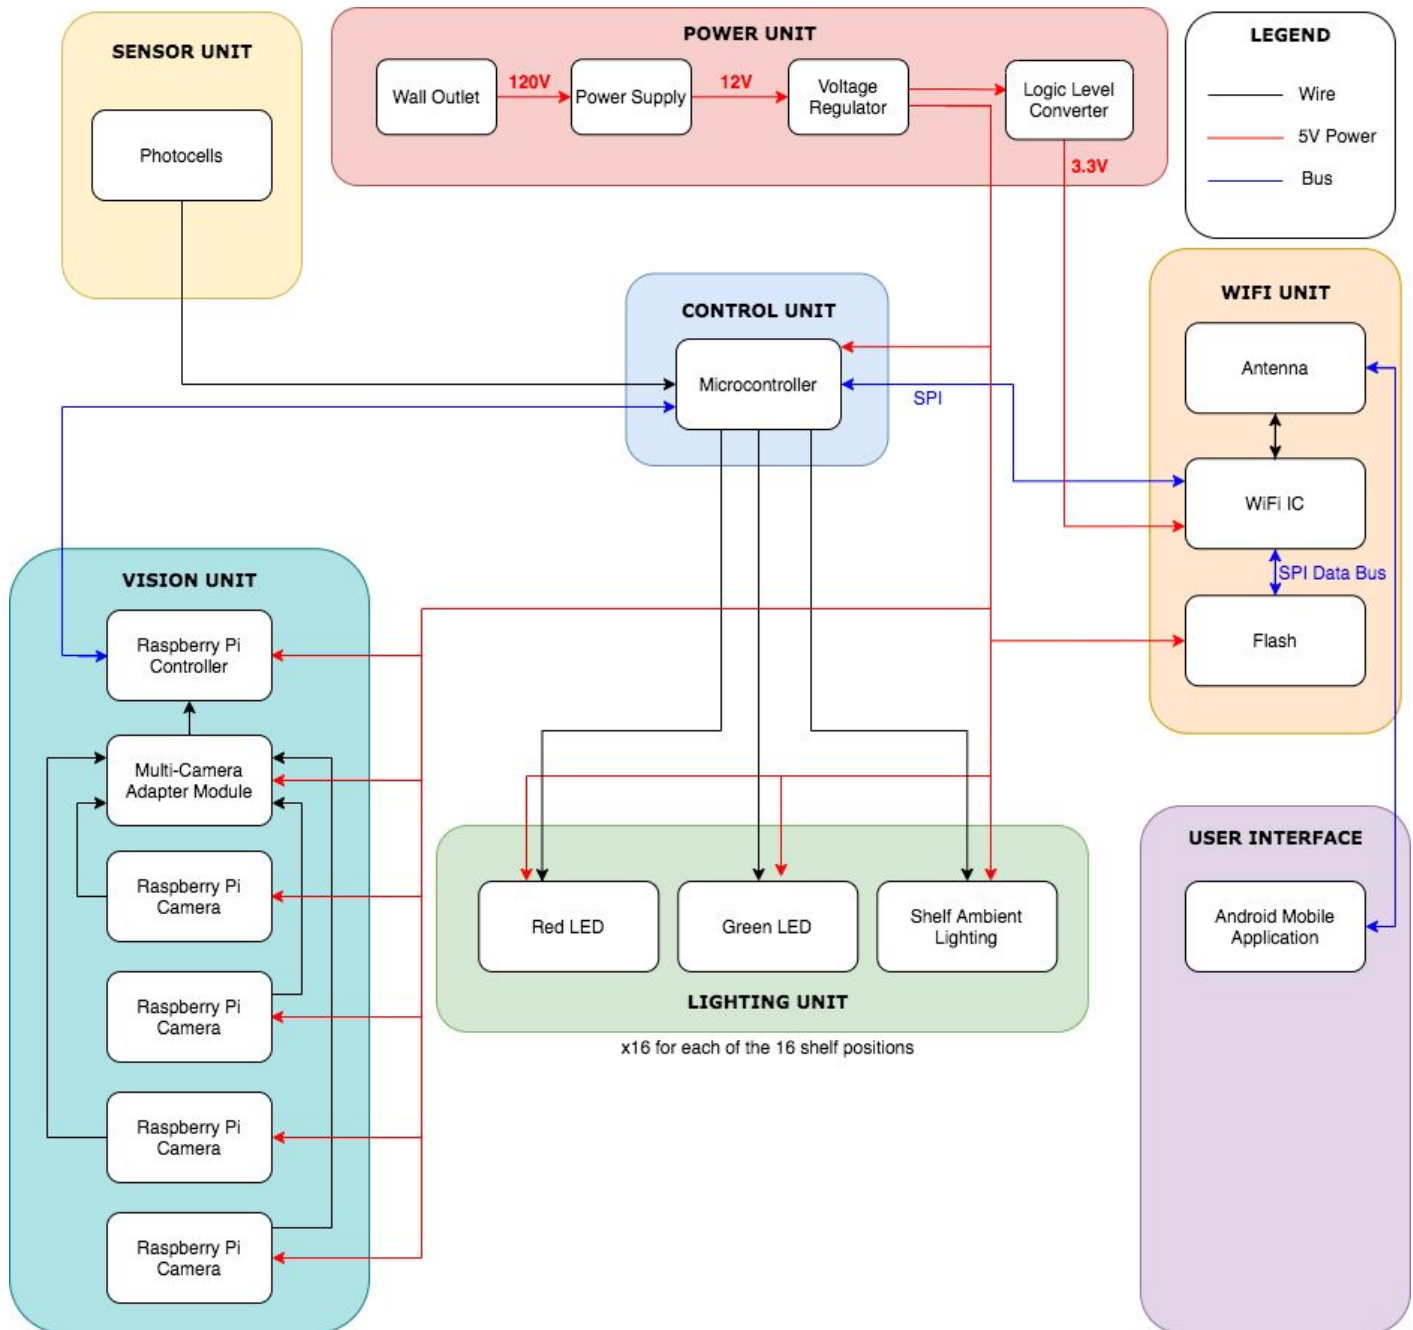 SENSOR UNIT
Photocells
POWER UNIT
Wall Outlet
120V
Power Supply
12V
Voltage
Regulator
Logic Level
Converter
3.3V
LEGEND
Wire
5V Power
Bus
CONTROL UNIT
Microcontroller
SPI
WIFI UNIT
Antenna
WiFi IC
SPI Data Bus
Flash
VISION UNIT
Raspberry Pi
Controller
Multi-Camera
Adapter Module
Raspberry Pi
Camera
Raspberry Pi
Camera
Raspberry Pi
Camera
Raspberry Pi
Camera
Red LED
Green LED
Shelf Ambient
Lighting
LIGHTING UNIT
x16 for each of the 16 shelf positions
USER INTERFACE
Android Mobile
Application